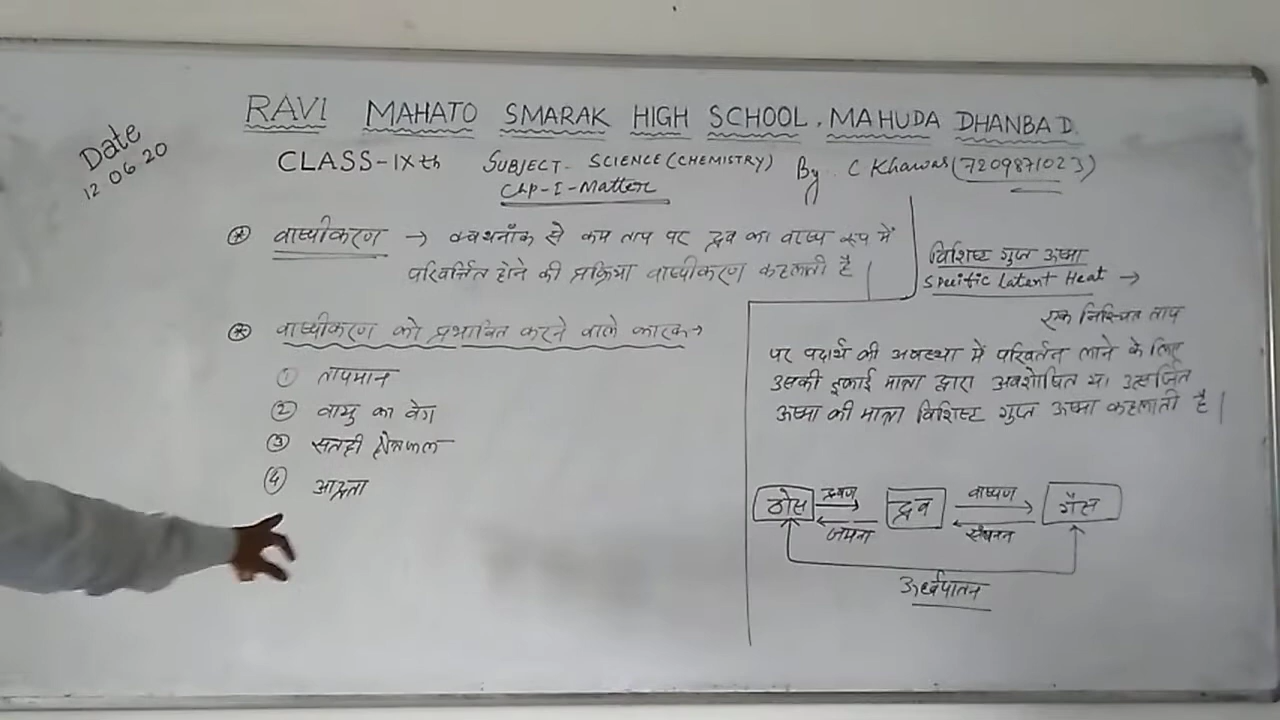 RAVI MAHATO SMARAK HIGH SCHOOL, MAHUDA DHANBAD.
Date
12 06 20
CLASS-IXth SUBJECT- SCIENCE (CHEMISTRY) By C Khawas (7209871023)
Chp-I-Matter
वाष्पीकरण → क्वथनाँक से कम ताप पर द्रव का वाष्प रूप में
परिवर्त्तित होने की प्रक्रिया वाष्पीकरण कहलाती है |
वाष्पीकरण को प्रभावित करने वाले कारक→
① तापमान
② वायु का वेग
③ सतही क्षेत्रफल
④ आद्रता
विशिष्ट गुप्त ऊष्मा
Specific Latent Heat →
एक निश्चित ताप
पर पदार्थ की अवस्था में परिवर्तन लाने के लिए
उसकी इकाई मात्रा द्वारा अवशोषित या उत्सर्जित
ऊष्मा की मात्रा विशिष्ट गुप्त ऊष्मा कहलाती है |
ठोस द्रवण द्रव वाष्पण गैस
जमना संघनन
ऊर्ध्वपातन